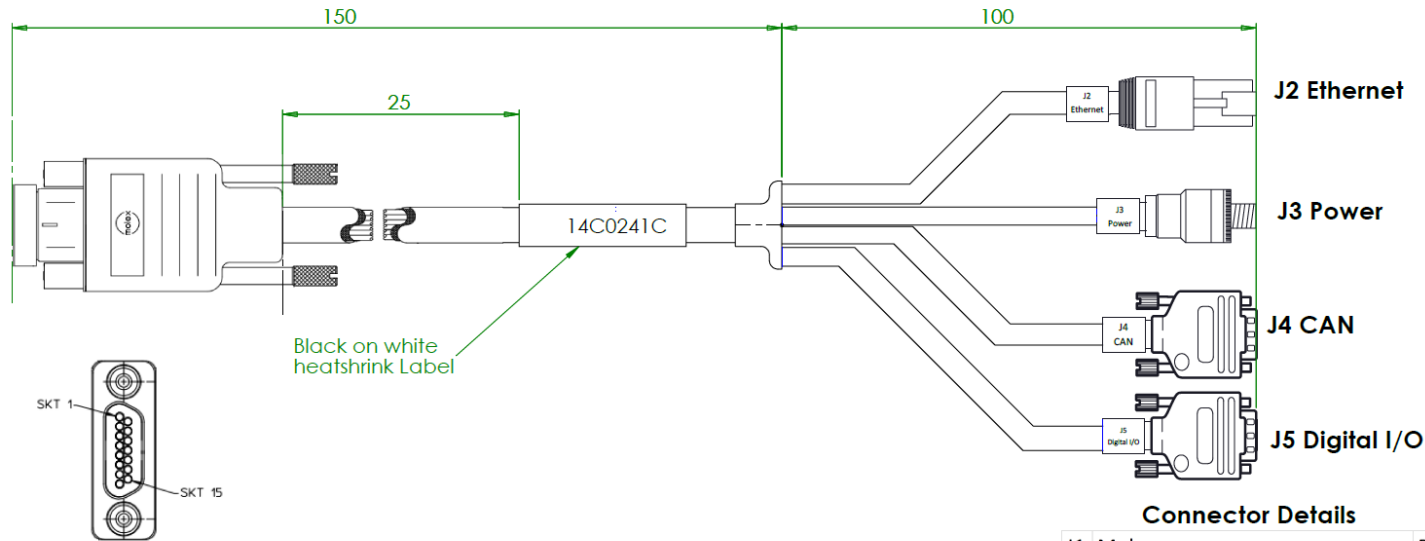 150
100
25
J2
Ethernet
J2 Ethernet
molex
14C0241C
J3
Power
J3 Power
Black on white
heatshrink Label
J4
CAN
J4 CAN
SKT 1
SKT 15
J5
Digital I/O
J5 Digital I/O
Connector Details